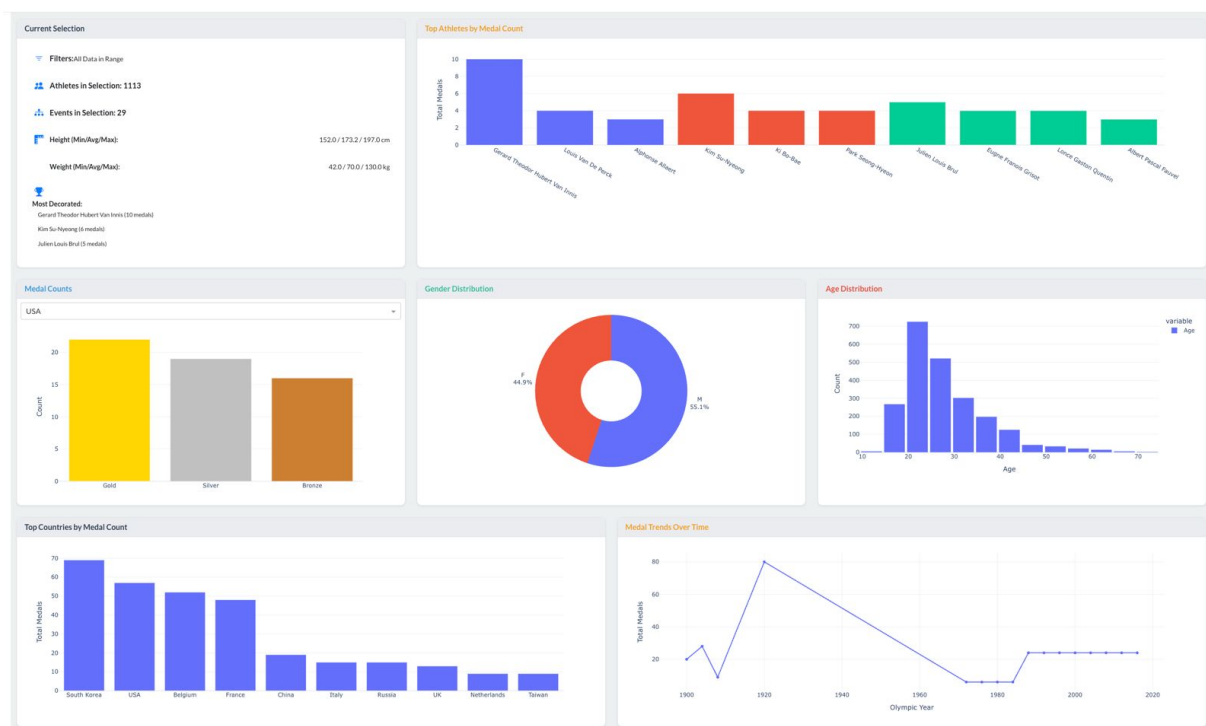 Current Selection
Filters:All Data in Range
Athletes in Selection: 1113
Events in Selection: 29
Height (Min/Avg/Max): 152.0 / 173.2 / 197.0 cm
Weight (Min/Avg/Max): 42.0 / 70.0 / 130.0 kg
Most Decorated:
Gerard Theodor Hubert Van Innis (10 medals)
Kim Su-Nyeong (6 medals)
Julien Louis Brul (5 medals)
Top Athletes by Medal Count
Total Medals
10
8
6
4
2
0
Gerard Theodor Hubert Van Innis
Louis Van De Perck
Alphonse Allaert
Kim Su-Nyeong
Ki Bo-Bae
Park Seong-Hyeon
Julien Louis Brul
Eugne Franois Grisot
Lonce Gaston Quentin
Albert Pascal Fauvel
Medal Counts
USA
Count
20
15
10
5
0
Gold Silver Bronze
Gender Distribution
F
44.9%
M
55.1%
Age Distribution
variable
Age
Count
700
600
500
400
300
200
100
0
10 20 30 40 50 60 70
Age
Top Countries by Medal Count
Total Medals
70
60
50
40
30
20
10
0
South Korea USA Belgium France China Italy Russia UK Netherlands Taiwan
Medal Trends Over Time
Total Medals
80
60
40
20
1900 1920 1940 1960 1980 2000 2020
Olympic Year